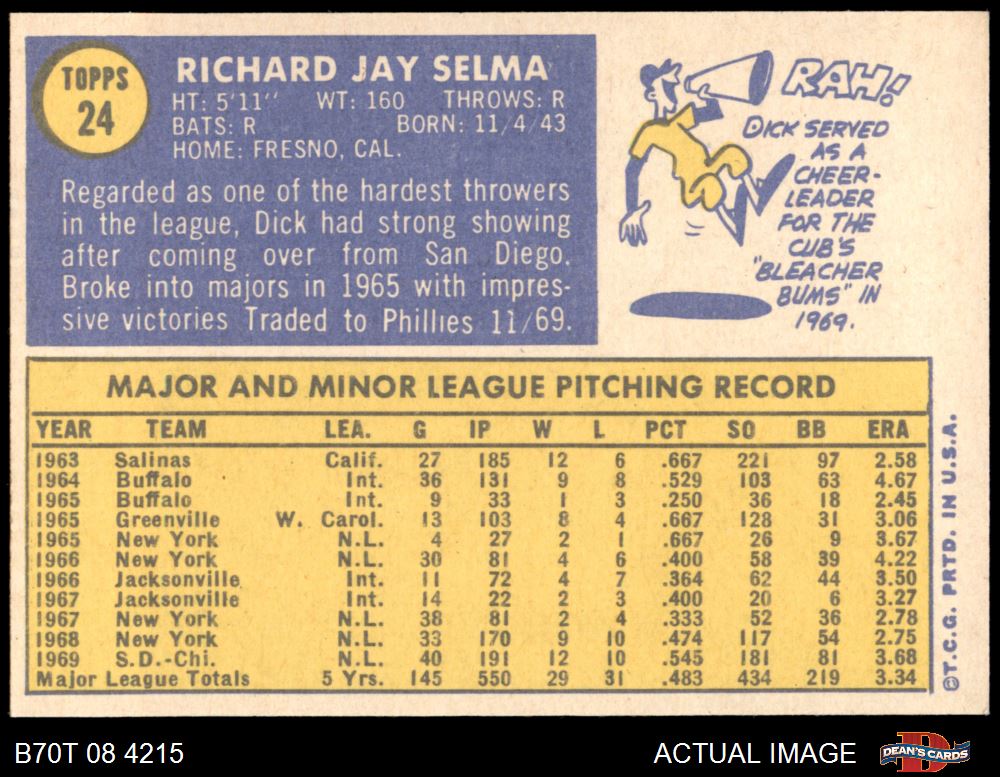 TOPPS
24
RICHARD JAY SELMA
HT: 5'11" WT: 160 THROWS: R
BATS: R BORN: 11/4/43
HOME: FRESNO, CAL.
Regarded as one of the hardest throwers
in the league, Dick had strong showing
after coming over from San Diego.
Broke into majors in 1965 with impres-
sive victories Traded to Phillies 11/69.
RAH!
DICK SERVED
AS A
CHEER-
LEADER
FOR THE
CUB'S
"BLEACHER
BUMS" IN
1969.
MAJOR AND MINOR LEAGUE PITCHING RECORD
YEAR TEAM LEA. G IP W L PCT SO BB ERA
1963 Salinas Calif. 27 185 12 6 .667 221 97 2.58
1964 Buffalo Int. 36 131 9 8 .529 103 63 4.67
1965 Buffalo Int. 9 33 1 3 .250 36 18 2.45
1965 Greenville W. Carol. 13 103 8 4 .667 128 31 3.06
1965 New York N.L. 4 27 2 1 .667 26 9 3.67
1966 New York N.L. 30 81 4 6 .400 58 39 4.22
1966 Jacksonville Int. 11 72 4 7 .364 62 44 3.50
1967 Jacksonville Int. 14 22 2 3 .400 20 6 3.27
1967 New York N.L. 38 81 2 4 .333 52 36 2.78
1968 New York N.L. 33 170 9 10 .474 117 54 2.75
1969 S.D.-Chi. N.L. 40 191 12 10 .545 181 81 3.68
Major League Totals 5 Yrs. 145 550 29 31 .483 434 219 3.34
©T.C.G. PRTD. IN U.S.A.
B70T 08 4215
ACTUAL IMAGE
DEAN'S CARDS